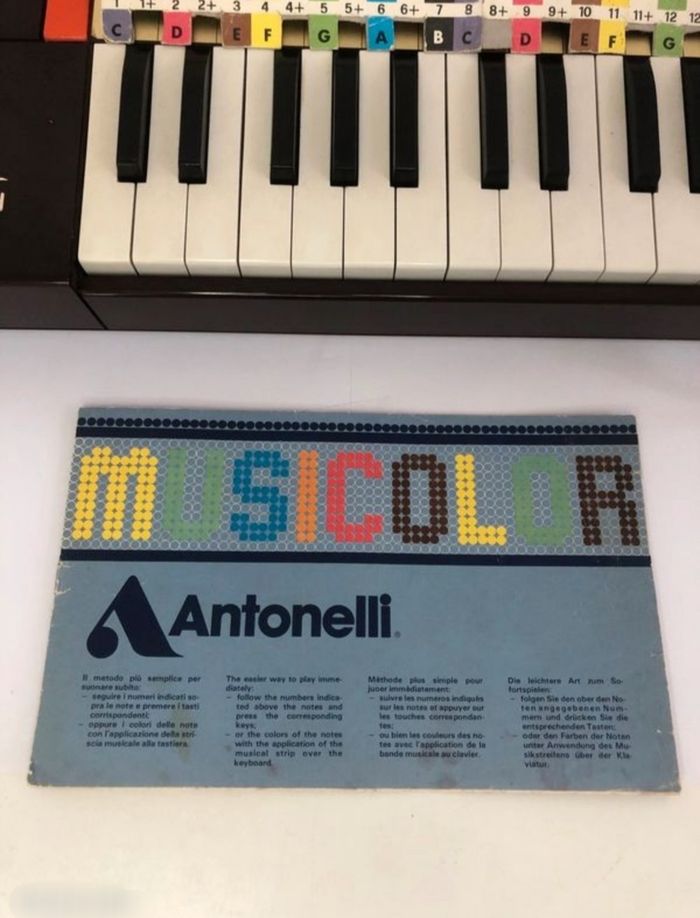 1 1+ 2 2+ 3 4 4+ 5 5+ 6 6+ 7 8 8+ 9 9+ 10 11 11+ 12
C D E F G A B C D E F G
MUSICOLOR
Antonelli
Il metodo più semplice per
suonare subito:
– seguire i numeri indicati so-
pra le note e premere i tasti
corrispondenti;
– oppure i colori delle note
con l'applicazione della stri-
scia musicale alla tastiera.
The easier way to play imme-
diately:
– follow the numbers indica-
ted above the notes and
press the corresponding
keys;
– or the colors of the notes
with the application of the
musical strip over the
keyboard.
Méthode plus simple pour
jouer immédiatement:
– suivre les numeros indiqués
sur les notes et appuyer sur
les touches correspondan-
tes;
– ou bien les couleurs des no-
tes avec l'application de la
bande musicale au clavier.
Die leichtere Art zum So-
fortspielen:
– folgen Sie den ober den No-
ten angegebenen Num-
mern und drücken Sie die
entsprechenden Tasten;
– oder den Farben der Noten
unter Anwendung des Mu-
sikstreifens über der Kla-
viatur.